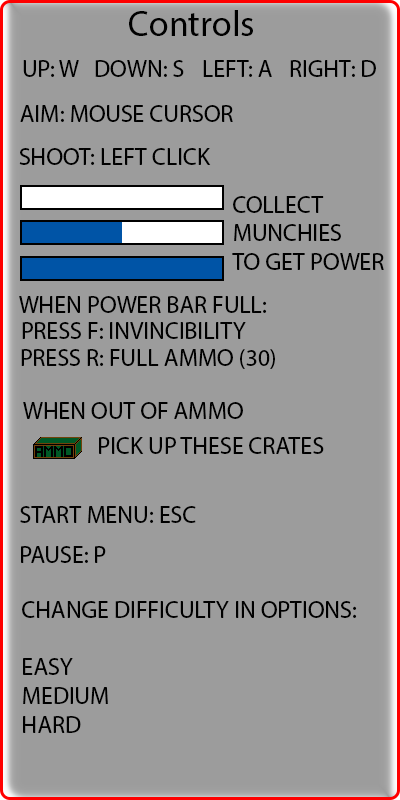 Controls
UP: W DOWN: S LEFT: A RIGHT: D
AIM: MOUSE CURSOR
SHOOT: LEFT CLICK
COLLECT
MUNCHIES
TO GET POWER
WHEN POWER BAR FULL:
PRESS F: INVINCIBILITY
PRESS R: FULL AMMO (30)
WHEN OUT OF AMMO
AMMO
PICK UP THESE CRATES
START MENU: ESC
PAUSE: P
CHANGE DIFFICULTY IN OPTIONS:
EASY
MEDIUM
HARD